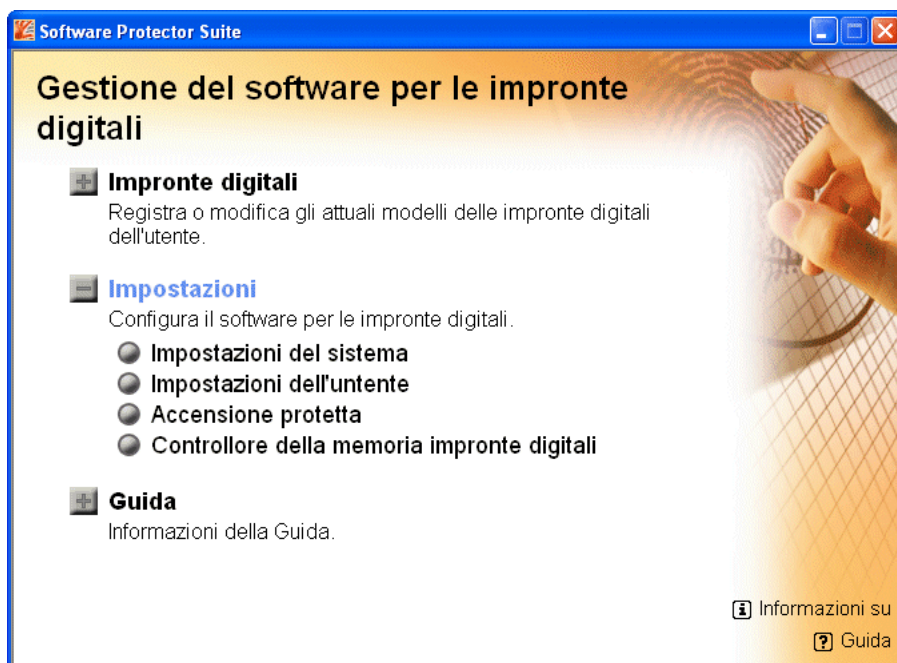 Software Protector Suite
Gestione del software per le impronte
digitali
Impronte digitali
Registra o modifica gli attuali modelli delle impronte digitali
dell'utente.
Impostazioni
Configura il software per le impronte digitali.
Impostazioni del sistema
Impostazioni dell'untente
Accensione protetta
Controllore della memoria impronte digitali
Guida
Informazioni della Guida.
Informazioni su
Guida